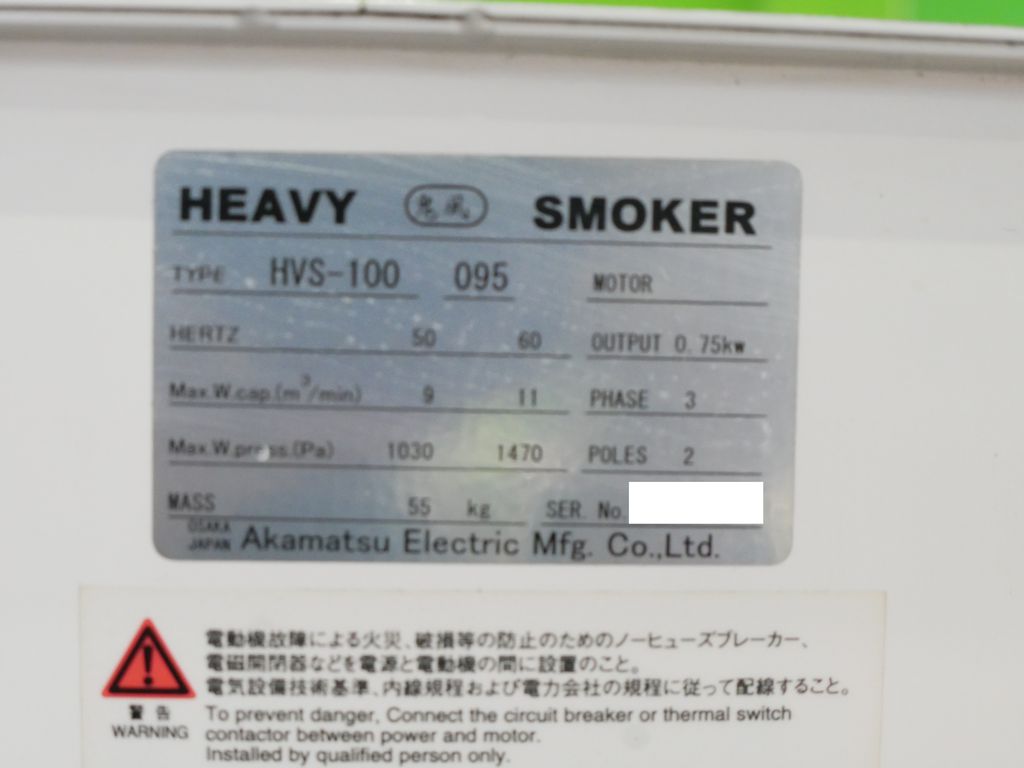 HEAVY 鬼風 SMOKER
TYPE HVS-100 095 MOTOR
HERTZ 50 60 OUTPUT 0.75kw
Max.W.cap.(m³/min) 9 11 PHASE 3
Max.W.press.(Pa) 1030 1470 POLES 2
MASS 55 kg SER. No.
OSAKA JAPAN Akamatsu Electric Mfg. Co.,Ltd.
電動機故障による火災、破損等の防止のためのノーヒューズブレーカー、
電磁開閉器などを電源と電動機の間に設置のこと。
電気設備技術基準、内線規程および電力会社の規程に従って配線すること。
警告
WARNING
To prevent danger, Connect the circuit breaker or thermal switch
contactor between power and motor.
Installed by qualified person only.